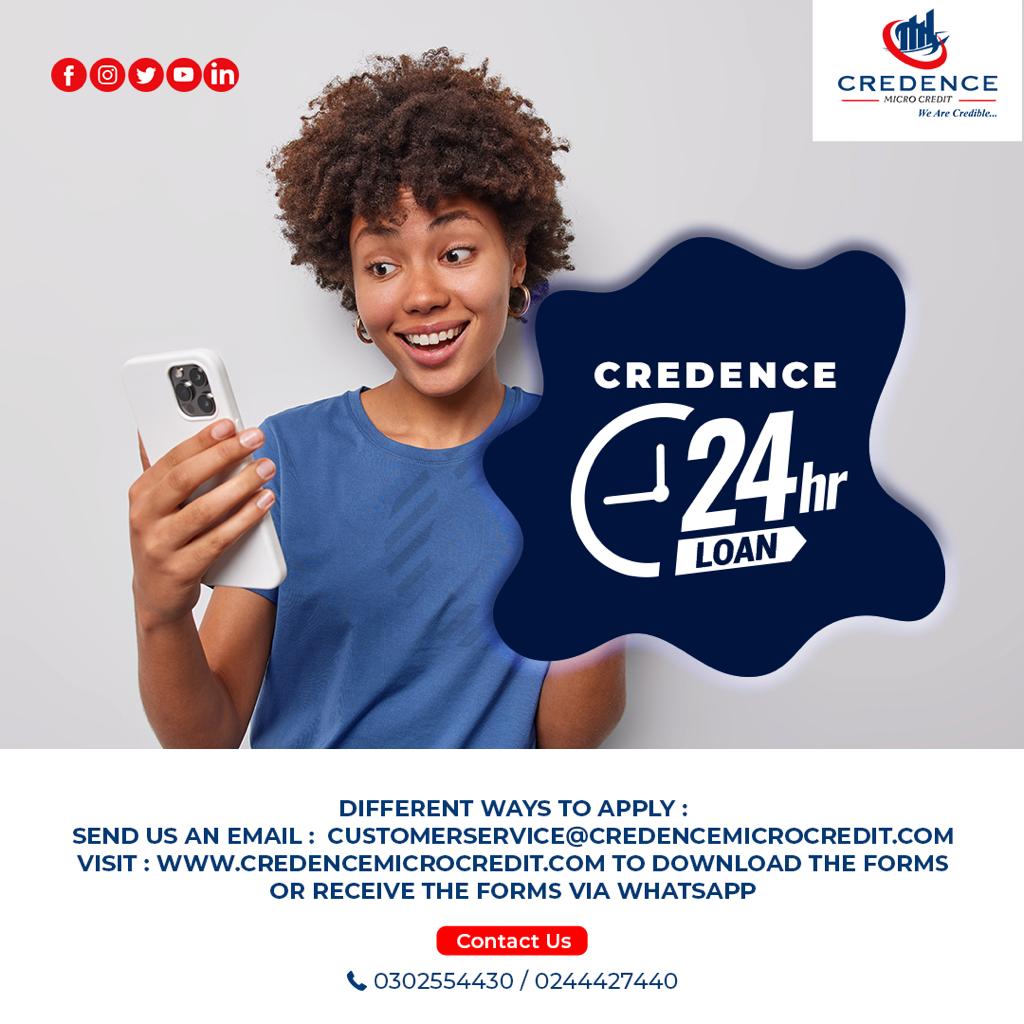 CREDENCE
MICRO CREDIT
We Are Credible...
CREDENCE
24hr
LOAN
DIFFERENT WAYS TO APPLY :
SEND US AN EMAIL : CUSTOMERSERVICE@CREDENCEMICROCREDIT.COM
VISIT : WWW.CREDENCEMICROCREDIT.COM TO DOWNLOAD THE FORMS
OR RECEIVE THE FORMS VIA WHATSAPP
Contact Us
0302554430 / 0244427440